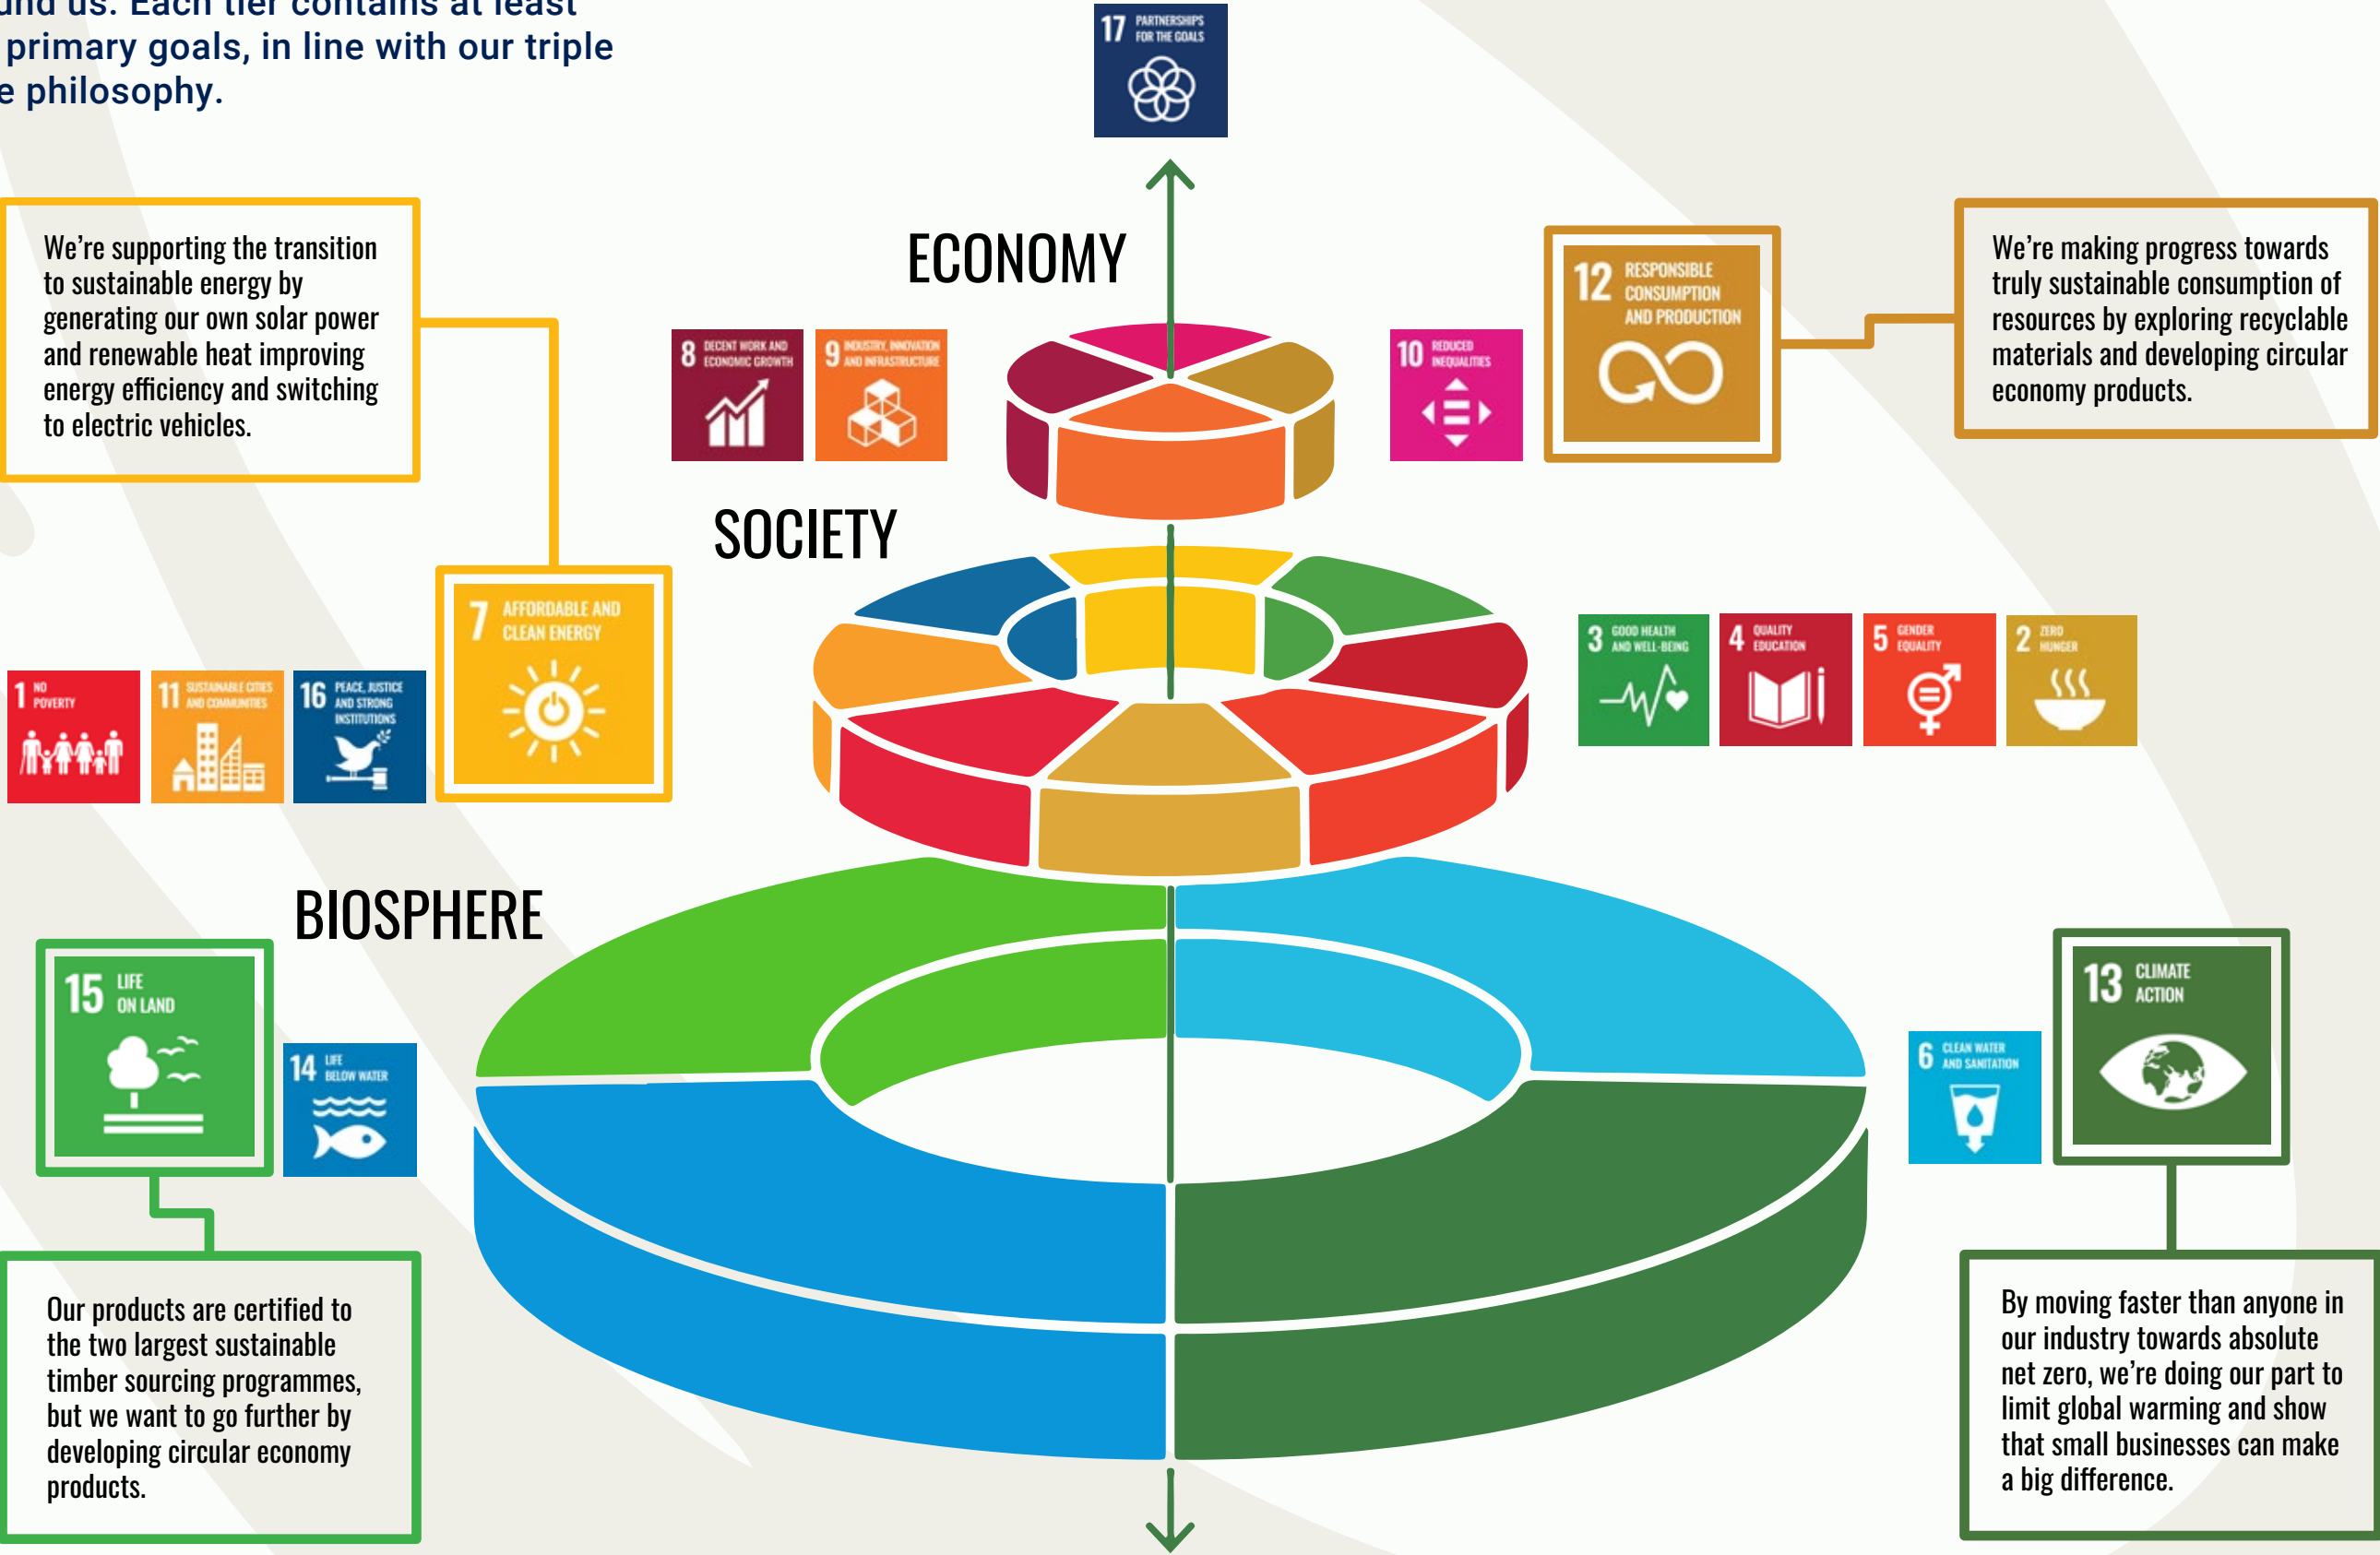 und us. Each tier contains at least
primary goals, in line with our triple
e philosophy.
17 PARTNERSHIPS
FOR THE GOALS
We're supporting the transition
to sustainable energy by
generating our own solar power
and renewable heat improving
energy efficiency and switching
to electric vehicles.
ECONOMY
8 DECENT WORK AND
ECONOMIC GROWTH
9 INDUSTRY, INNOVATION
AND INFRASTRUCTURE
10 REDUCED
INEQUALITIES
12 RESPONSIBLE
CONSUMPTION
AND PRODUCTION
We're making progress towards
truly sustainable consumption of
resources by exploring recyclable
materials and developing circular
economy products.
SOCIETY
1 NO
POVERTY
11 SUSTAINABLE CITIES
AND COMMUNITIES
16 PEACE, JUSTICE
AND STRONG
INSTITUTIONS
7 AFFORDABLE AND
CLEAN ENERGY
3 GOOD HEALTH
AND WELL-BEING
4 QUALITY
EDUCATION
5 GENDER
EQUALITY
2 ZERO
HUNGER
BIOSPHERE
15 LIFE
ON LAND
14 LIFE
BELOW WATER
6 CLEAN WATER
AND SANITATION
13 CLIMATE
ACTION
Our products are certified to
the two largest sustainable
timber sourcing programmes,
but we want to go further by
developing circular economy
products.
By moving faster than anyone in
our industry towards absolute
net zero, we're doing our part to
limit global warming and show
that small businesses can make
a big difference.